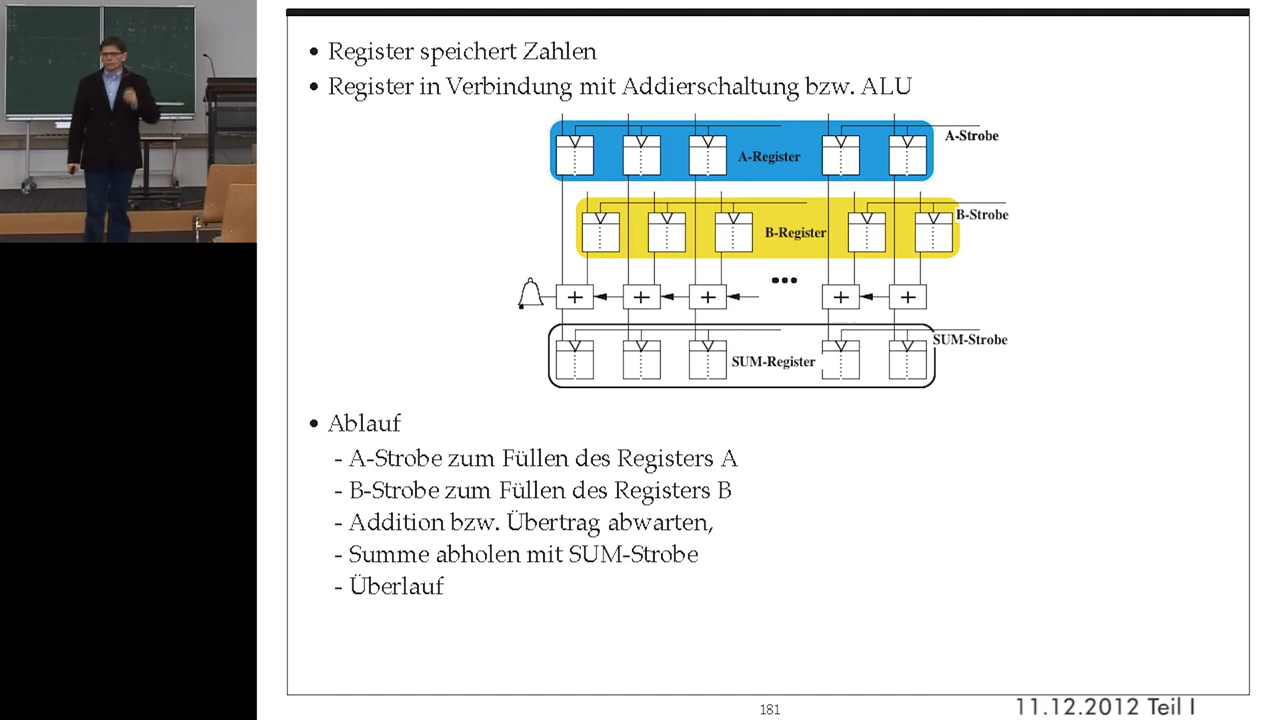 • Register speichert Zahlen
• Register in Verbindung mit Addierschaltung bzw. ALU
A-Strobe
A-Register
B-Strobe
B-Register
•••
+ + + + +
SUM-Strobe
SUM-Register
• Ablauf
- A-Strobe zum Füllen des Registers A
- B-Strobe zum Füllen des Registers B
- Addition bzw. Übertrag abwarten,
- Summe abholen mit SUM-Strobe
- Überlauf
181
11.12.2012 Teil I